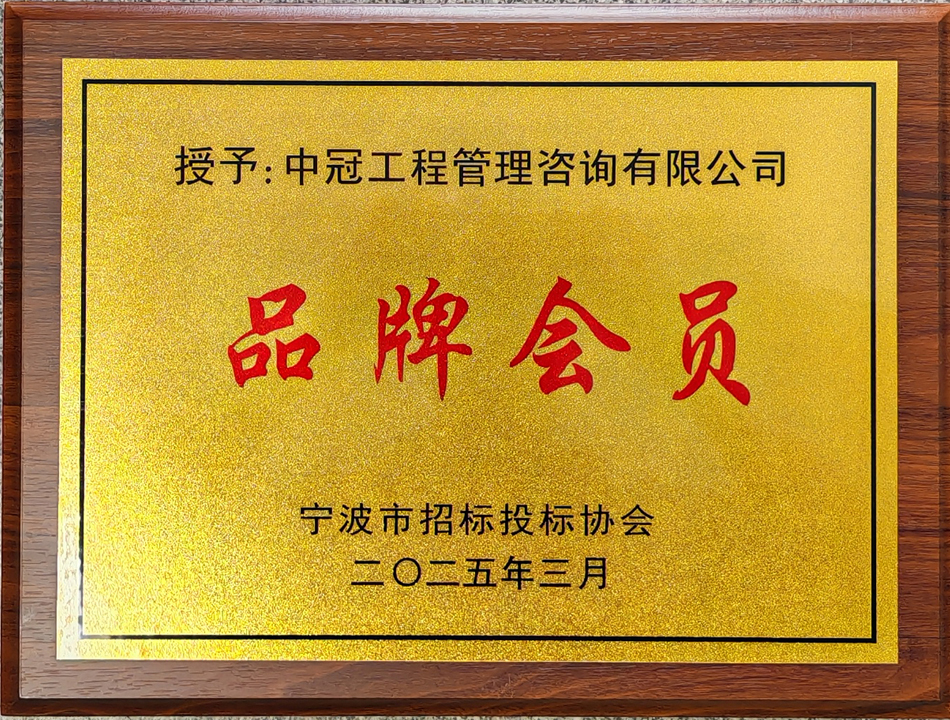 授予:中冠工程管理咨询有限公司
品牌会员
宁波市招标投标协会
二〇二五年三月